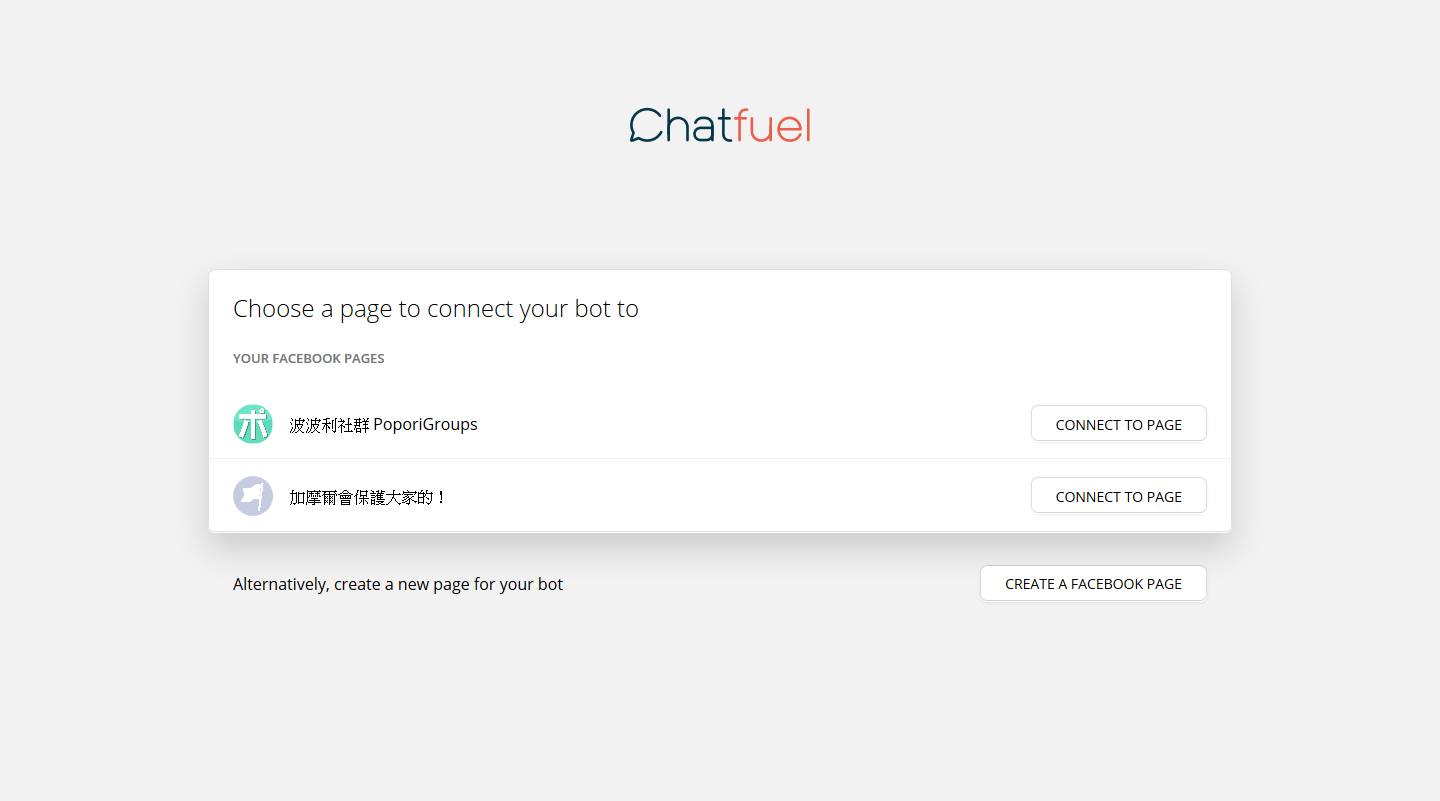 Chatfuel
Choose a page to connect your bot to
YOUR FACEBOOK PAGES
ポ
波波利社群 PoporiGroups
CONNECT TO PAGE
加摩爾會保護大家的！
CONNECT TO PAGE
Alternatively, create a new page for your bot
CREATE A FACEBOOK PAGE